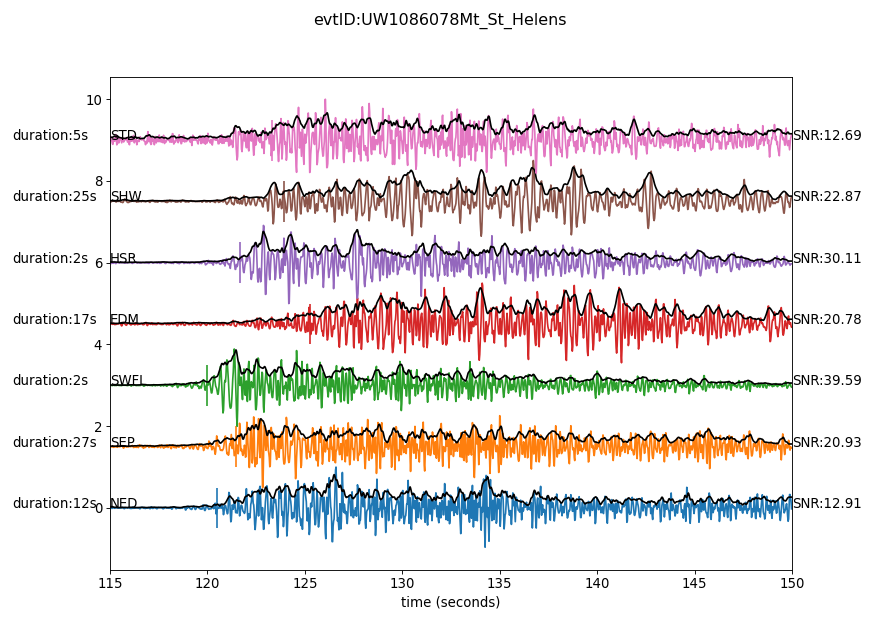 evtID:UW1086078Mt_St_Helens
10
duration:5s STD SNR:12.69
8
duration:25s SHW SNR:22.87
duration:2s HSR SNR:30.11
6
duration:17s EDM SNR:20.78
4
duration:2s SWFL SNR:39.59
2
duration:27s SEP SNR:20.93
duration:12s NED SNR:12.91
0
115 120 125 130 135 140 145 150
time (seconds)